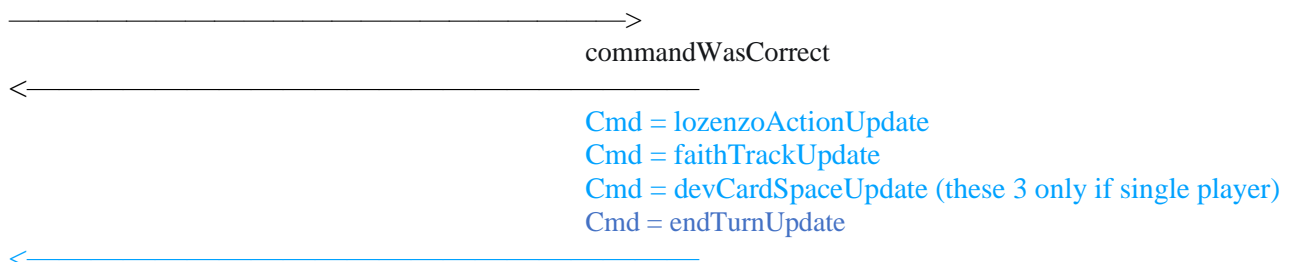 ———————————————————————>
commandWasCorrect
<—————————————————————————
Cmd = lozenzoActionUpdate
Cmd = faithTrackUpdate
Cmd = devCardSpaceUpdate (these 3 only if single player)
Cmd = endTurnUpdate
<—————————————————————————